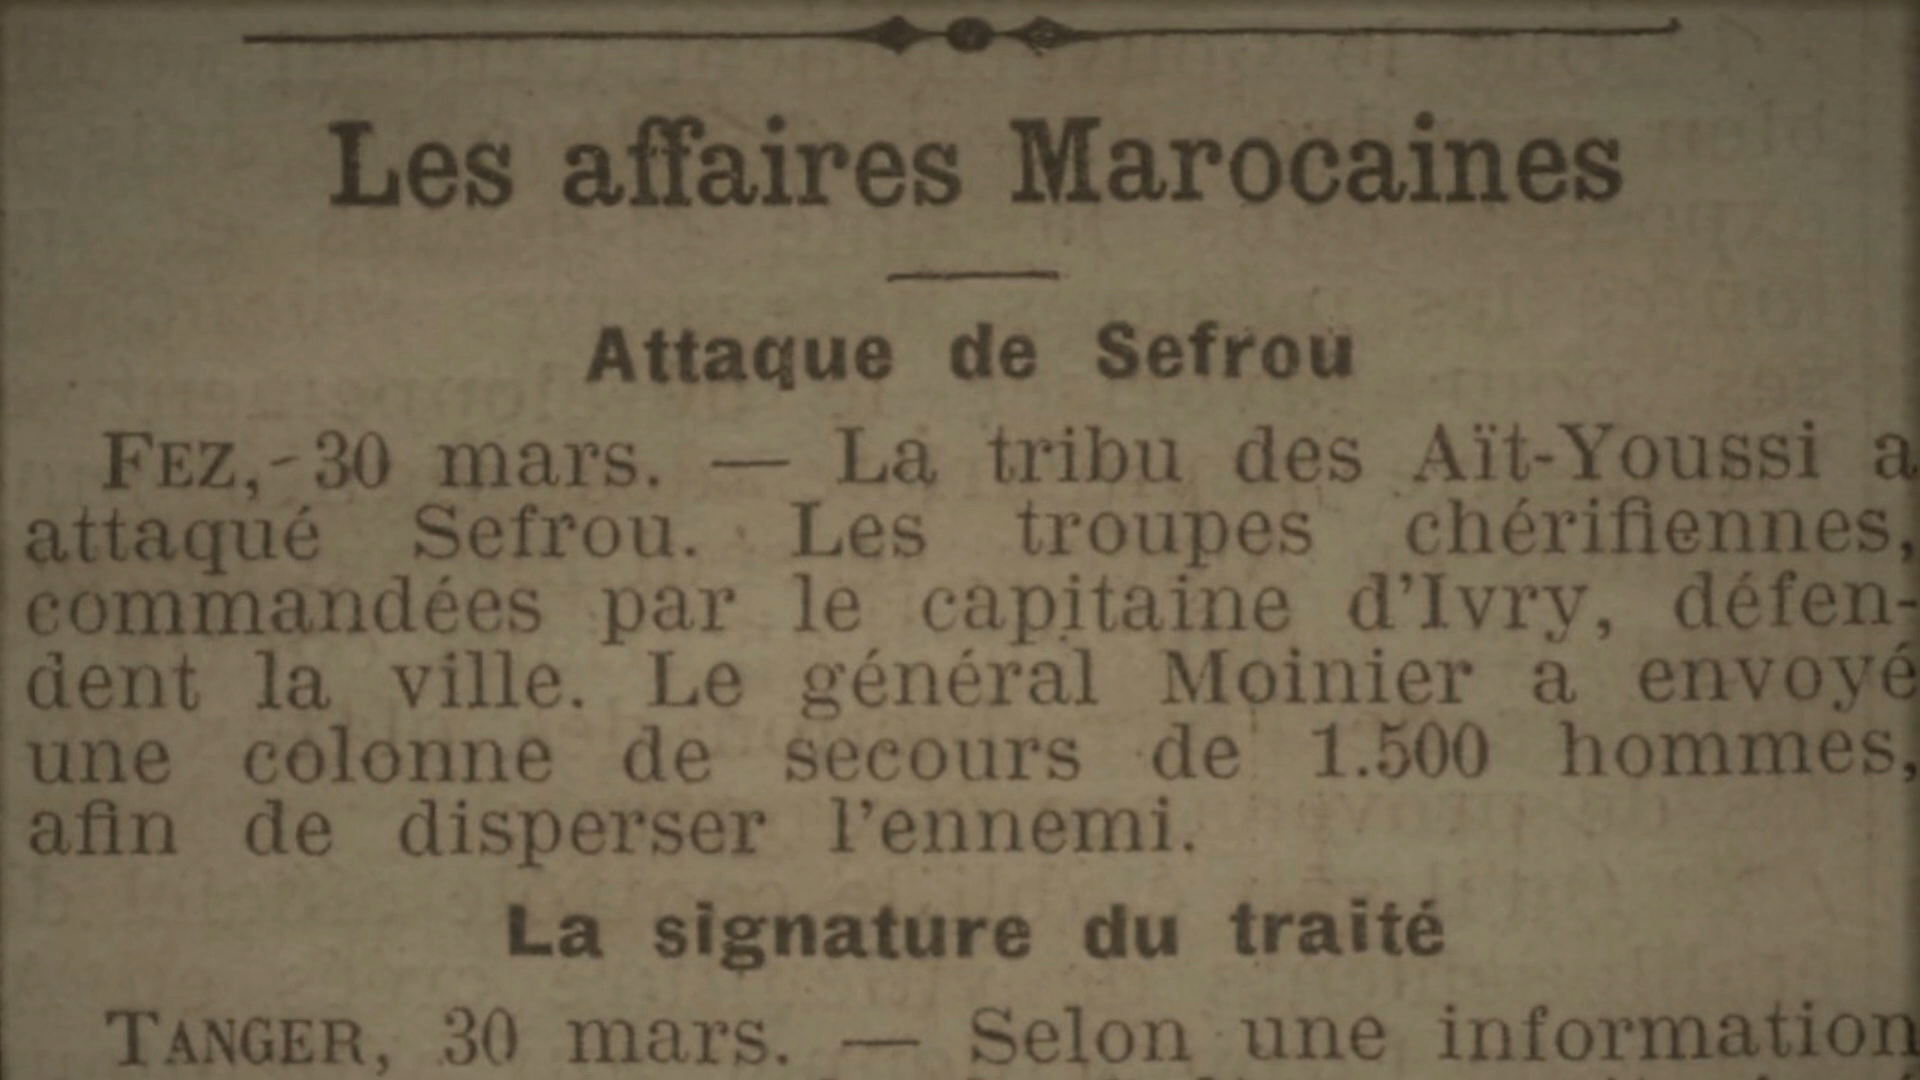 Les affaires Marocaines
Attaque de Sefrou
FEZ, - 30 mars. — La tribu des Aït-Youssi a
attaqué Sefrou. Les troupes chérifiennes,
commandées par le capitaine d'Ivry, défen-
dent la ville. Le général Moinier a envoyé
une colonne de secours de 1.500 hommes,
afin de disperser l'ennemi.
La signature du traité
TANGER, 30 mars. — Selon une information